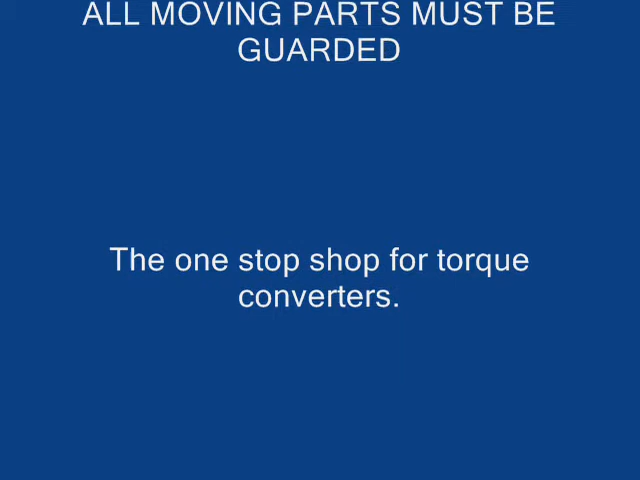 ALL MOVING PARTS MUST BE
GUARDED
The one stop shop for torque
converters.